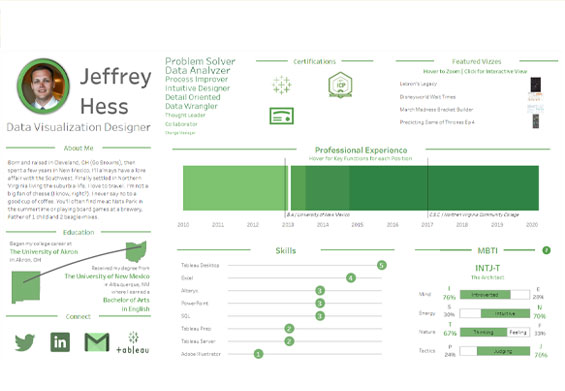 Jeffrey
Hess
Data Visualization Designer
About Me
Born and raised in Cleveland, OH (Go Browns), then
spent a few years in New Mexico. I'll always have a love
affair with the Southwest. Finally settled in Northern
Virginia living the suburbia life. I love to travel. I'm not a
big fan of cheese (I know, right?). I never say no to a
good cup of coffee. You'll often find me at Nats Park in
the summertime or playing board games at a brewery.
Father of 1 child and 2 beagle mixes.
Education
Began my college career at
The University of Akron
in Akron, OH
Received my degree from
The University of New Mexico
in Albuquerque, NM
where I earned a
Bachelor of Arts
in English
Connect
in
M
+ableau
Problem Solver
Data Analyzer
Process Improver
Intuitive Designer
Detail Oriented
Data Wrangler
Thought Leader
Collaborator
Change Manager
Certifications
ICP
Featured Vizzes
Hover to Zoom | Click for Interactive View
Lebron's Legacy
Disneyworld Wait Times
March Madness Bracket Builder
Predicting Game of Thrones Ep 4
Professional Experience
Hover for Key Functions for each Position
2010
2011
2012
2013
2014
2015
2016
2017
2018
2019
2020
B.A | University of New Mexico
Northern Virginia Community College
Skills
Tableau Desktop
5
Excel
4
Alteryx
3
PowerPoint
3
SQL
3
Tableau Prep
2
Tableau Server
2
Adobe Illustrator
1
MBTI
INTJ-T
The Architect
Mind
I
76%
Introverted
E
24%
Energy
S
30%
Intuitive
N
70%
Nature
T
67%
Thinking
Feeling
F
33%
Tactics
P
24%
Judging
J
76%